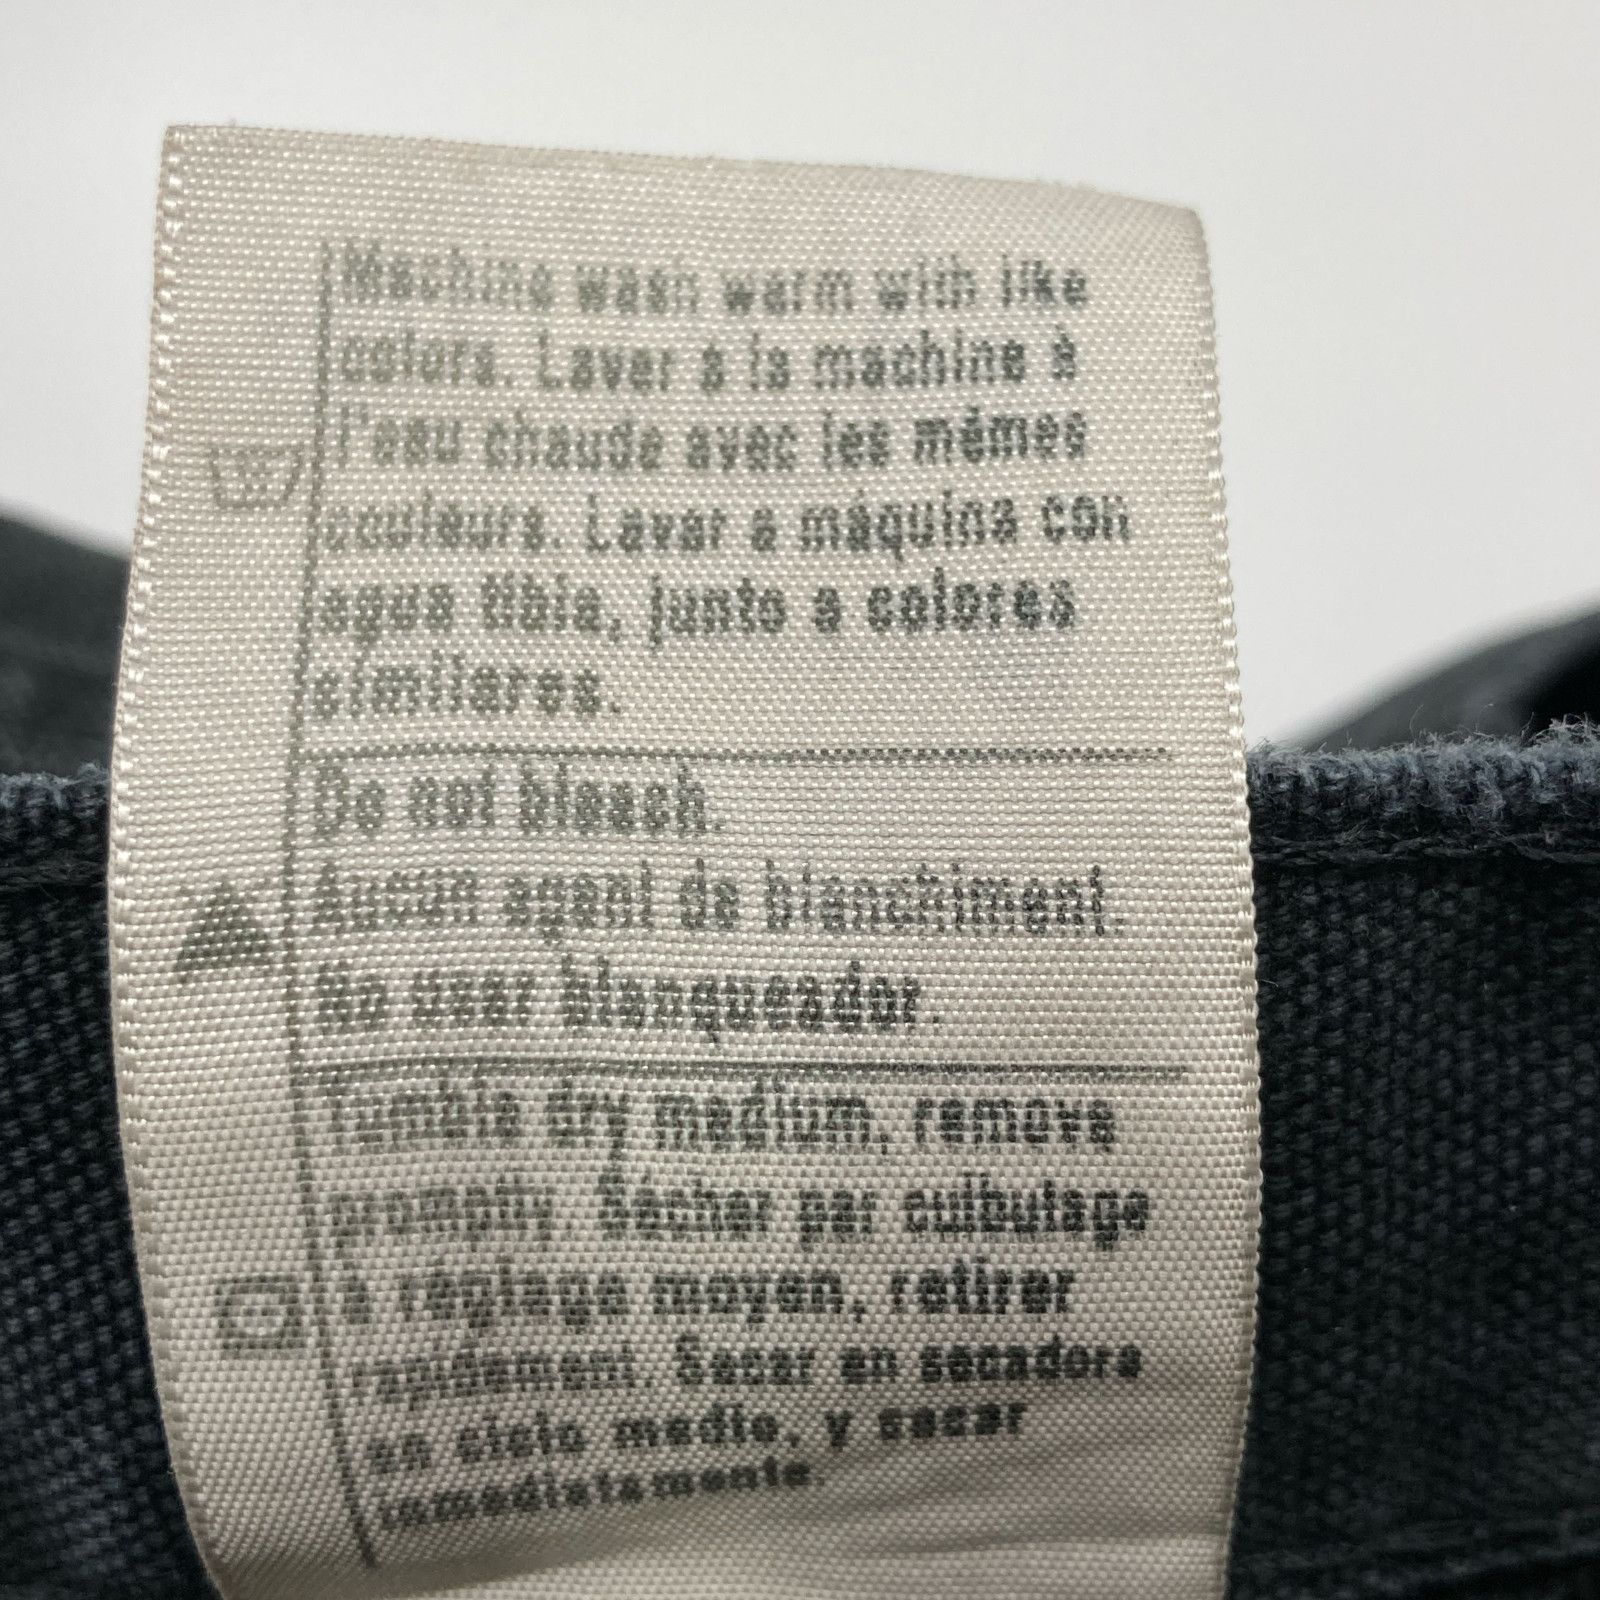 Machine wash warm with like
colors. Laver à la machine à
l'eau chaude avec les mémes
couleurs. Lavar a máquina con
agua tibia, junto a colores
similares.
Do not bleach.
Aucun agent de blanchiment.
No usar blanqueador.
Tumble dry medium, remove
promptly. Sécher par culbutage
à réglage moyen, retirer
rapidement. Secar en secadora
en ciclo medio, y sacar
inmediatamente.